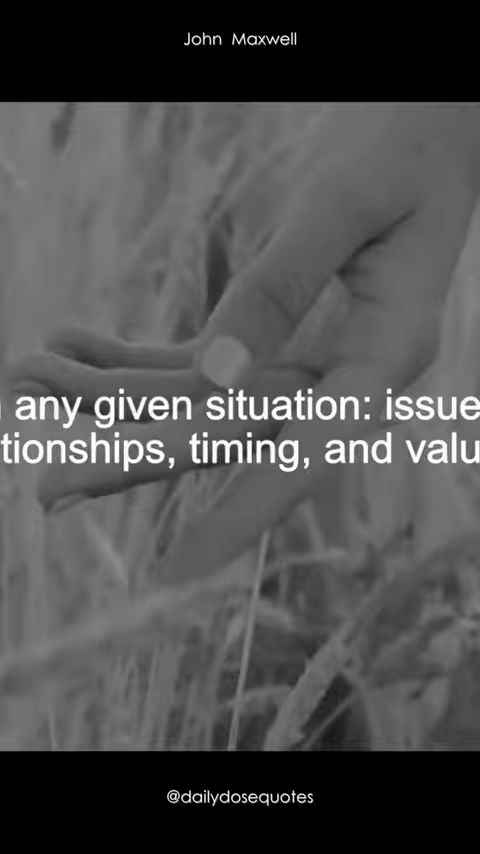 John Maxwell
any given situation: issue
tionships, timing, and valu
@dailydosequotes